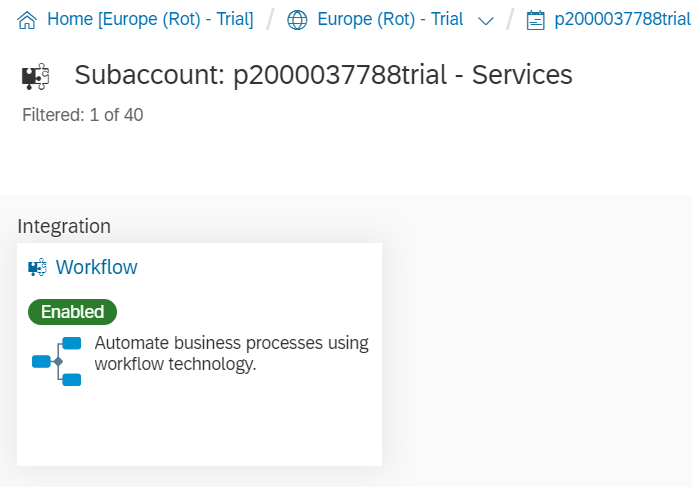 Home [Europe (Rot) - Trial] / Europe (Rot) - Trial / p2000037788trial
Subaccount: p2000037788trial - Services
Filtered: 1 of 40
Integration
Workflow
Enabled
Automate business processes using
workflow technology.